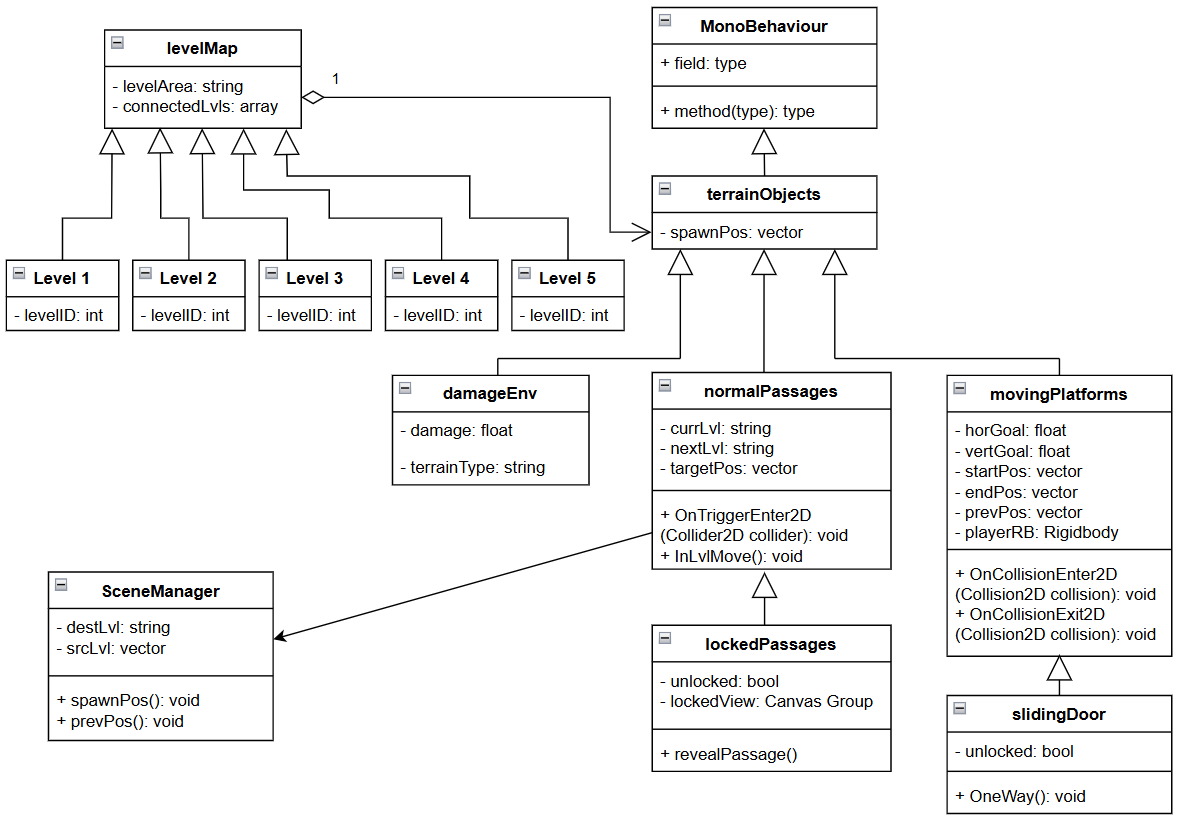 levelMap
- levelArea: string
- connectedLvls: array
1
MonoBehaviour
+ field: type
+ method(type): type
terrainObjects
- spawnPos: vector
Level 1
- levelID: int
Level 2
- levelID: int
Level 3
- levelID: int
Level 4
- levelID: int
Level 5
- levelID: int
damageEnv
- damage: float
- terrainType: string
normalPassages
- currLvl: string
- nextLvl: string
- targetPos: vector
+ OnTriggerEnter2D
(Collider2D collider): void
+ InLvlMove(): void
movingPlatforms
- horGoal: float
- vertGoal: float
- startPos: vector
- endPos: vector
- prevPos: vector
- playerRB: Rigidbody
+ OnCollisionEnter2D
(Collision2D collision): void
+ OnCollisionExit2D
(Collision2D collision): void
SceneManager
- destLvl: string
- srcLvl: vector
+ spawnPos(): void
+ prevPos(): void
lockedPassages
- unlocked: bool
- lockedView: Canvas Group
+ revealPassage()
slidingDoor
- unlocked: bool
+ OneWay(): void